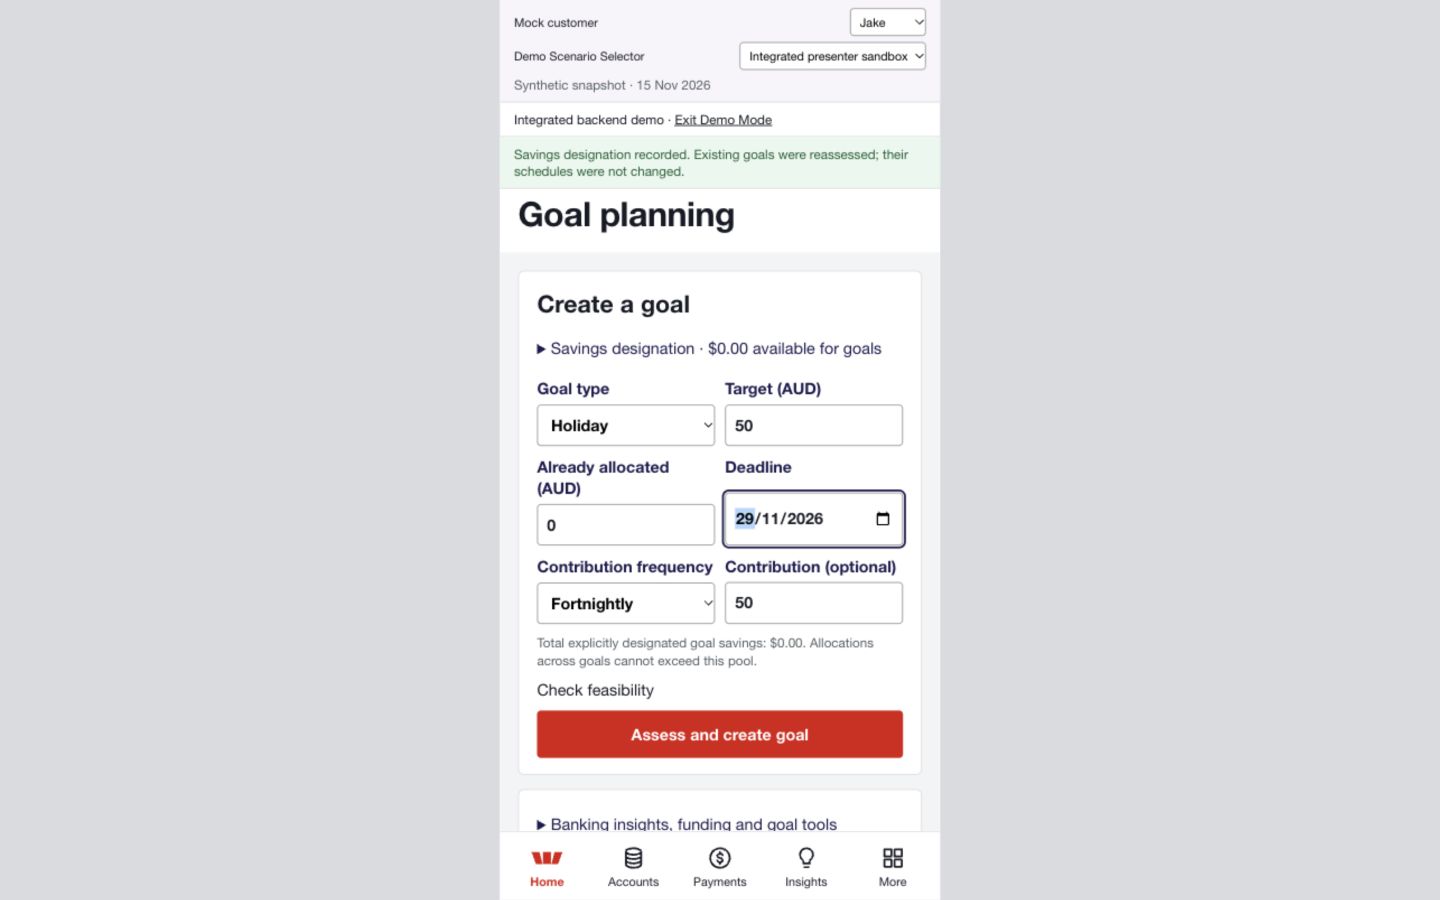 Mock customer
Jake
Demo Scenario Selector
Integrated presenter sandbox
Synthetic snapshot · 15 Nov 2026
Integrated backend demo · Exit Demo Mode
Savings designation recorded. Existing goals were reassessed; their
schedules were not changed.
Goal planning
Create a goal
▶ Savings designation · $0.00 available for goals
Goal type
Target (AUD)
Holiday
50
Already allocated
(AUD)
Deadline
0
29/11/2026
Contribution frequency
Contribution (optional)
Fortnightly
50
Total explicitly designated goal savings: $0.00. Allocations
across goals cannot exceed this pool.
Check feasibility
Assess and create goal
▶ Banking insights, funding and goal tools
Home
Accounts
Payments
Insights
More